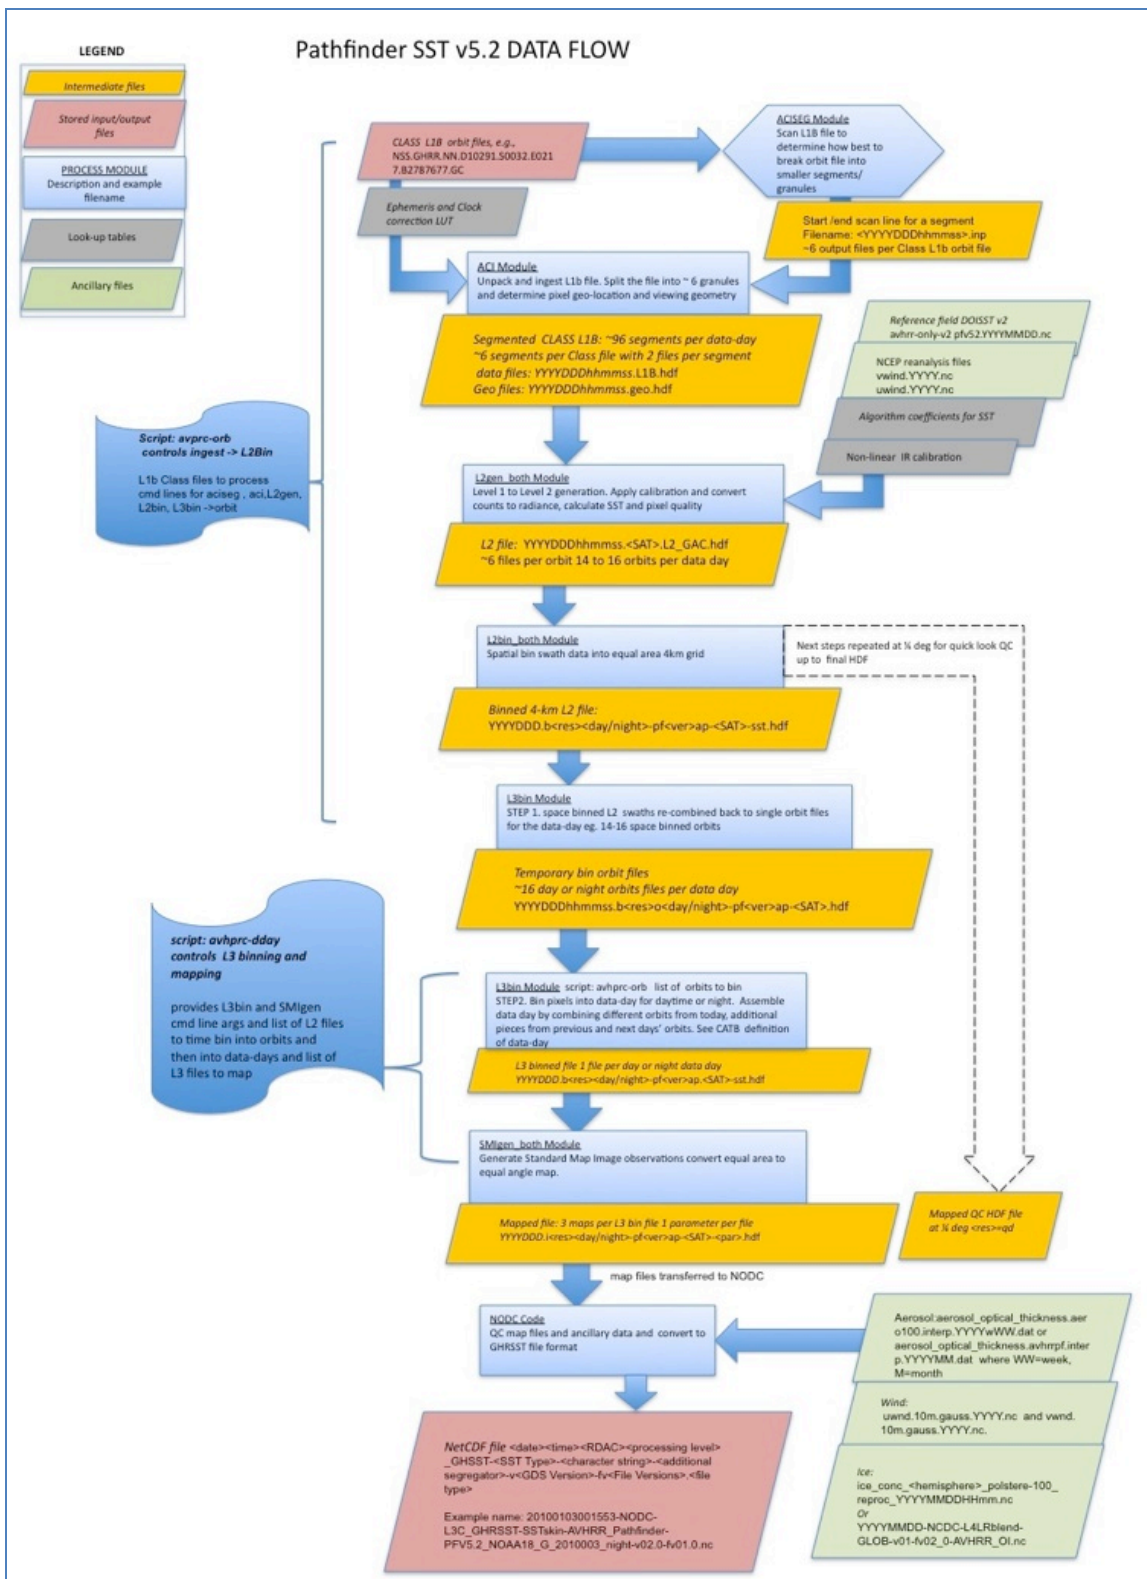 Pathfinder SST v5.2 DATA FLOW
LEGEND
Intermediate files
Stored input/output
files
PROCESS MODULE
Description and example
filename
Look-up tables
Ancillary files
CLASS L1B orbit files, e.g.,
NSS.GHRR.NN.D10291.S0032.E021
7.B2787677.GC
Ephemeris and Clock
correction LUT
ACISEG Module
Scan L1B file to
determine how best to
break orbit file into
smaller segments/
granules
Start /end scan line for a segment
Filename: <YYYYDDDhhmmss>.inp
~6 output files per Class L1b orbit file
ACI Module
Unpack and ingest L1b file. Split the file into ~ 6 granules
and determine pixel geo-location and viewing geometry
Segmented CLASS L1B: ~96 segments per data-day
~6 segments per Class file with 2 files per segment
data files: YYYYDDDhhmmss.L1B.hdf
Geo files: YYYYDDDhhmmss.geo.hdf
Reference field DOISST v2
avhrr-only-v2 pfv52.YYYYMMDD.nc
NCEP reanalysis files
vwind.YYYY.nc
uwind.YYYY.nc
Algorithm coefficients for SST
Non-linear IR calibration
Script: avprc-orb
controls ingest -> L2Bin
L1b Class files to process
cmd lines for aciseg , aci,L2gen,
L2bin, L3bin ->orbit
L2gen_both Module
Level 1 to Level 2 generation. Apply calibration and convert
counts to radiance, calculate SST and pixel quality
L2 file: YYYYDDDhhmmss.<SAT>.L2_GAC.hdf
~6 files per orbit 14 to 16 orbits per data day
L2bin_both Module
Spatial bin swath data into equal area 4km grid
Next steps repeated at ¼ deg for quick look QC
up to final HDF
Binned 4-km L2 file:
YYYYDDD.b<res><day/night>-pf<ver>ap-<SAT>-sst.hdf
L3bin Module
STEP 1. space binned L2 swaths re-combined back to single orbit files
for the data-day eg. 14-16 space binned orbits
Temporary bin orbit files
~16 day or night orbits files per data day
YYYYDDDhhmmss.b<res>o<day/night>-pf<ver>ap-<SAT>.hdf
script: avhprc-dday
controls L3 binning and
mapping
provides L3bin and SMIgen
cmd line args and list of L2 files
to time bin into orbits and
then into data-days and list of
L3 files to map
L3bin Module script: avhprc-orb list of orbits to bin
STEP2. Bin pixels into data-day for daytime or night. Assemble
data day by combining different orbits from today, additional
pieces from previous and next days' orbits. See CATB definition
of data-day
L3 binned file 1 file per day or night data day
YYYYDDD.b<res><day/night>-pf<ver>ap.<SAT>-sst.hdf
SMIgen_both Module
Generate Standard Map Image observations convert equal area to
equal angle map.
Mapped file: 3 maps per L3 bin file 1 parameter per file
YYYYDDD.i<res><day/night>-pf<ver>ap-<SAT>-<par>.hdf
Mapped QC HDF file
at ¼ deg <res>=qd
map files transferred to NODC
NODC Code
QC map files and ancillary data and convert to
GHRSST file format
Aerosol:aerosol_optical_thickness.aer
o100.interp.YYYYwWW.dat or
aerosol_optical_thickness.avhrrpf.inter
p.YYYYMM.dat where WW=week,
M=month
Wind:
uwnd.10m.gauss.YYYY.nc and vwnd.
10m.gauss.YYYY.nc.
Ice:
ice_conc_<hemisphere>_polstere-100_
reproc_YYYYMMDDHHmm.nc
Or
YYYYMMDD-NCDC-L4LRblend-
GLOB-v01-fv02_0-AVHRR_OI.nc
NetCDF file <date><time><RDAC><processing level>
_GHSST-<SST Type>-<character string>-<additional
segregator>-v<GDS Version>-fv<File Versions>.<file
type>
Example name: 20100103001553-NODC-
L3C_GHRSST-SSTskin-AVHRR_Pathfinder-
PFV5.2_NOAA18_G_2010003_night-v02.0-fv01.0.nc